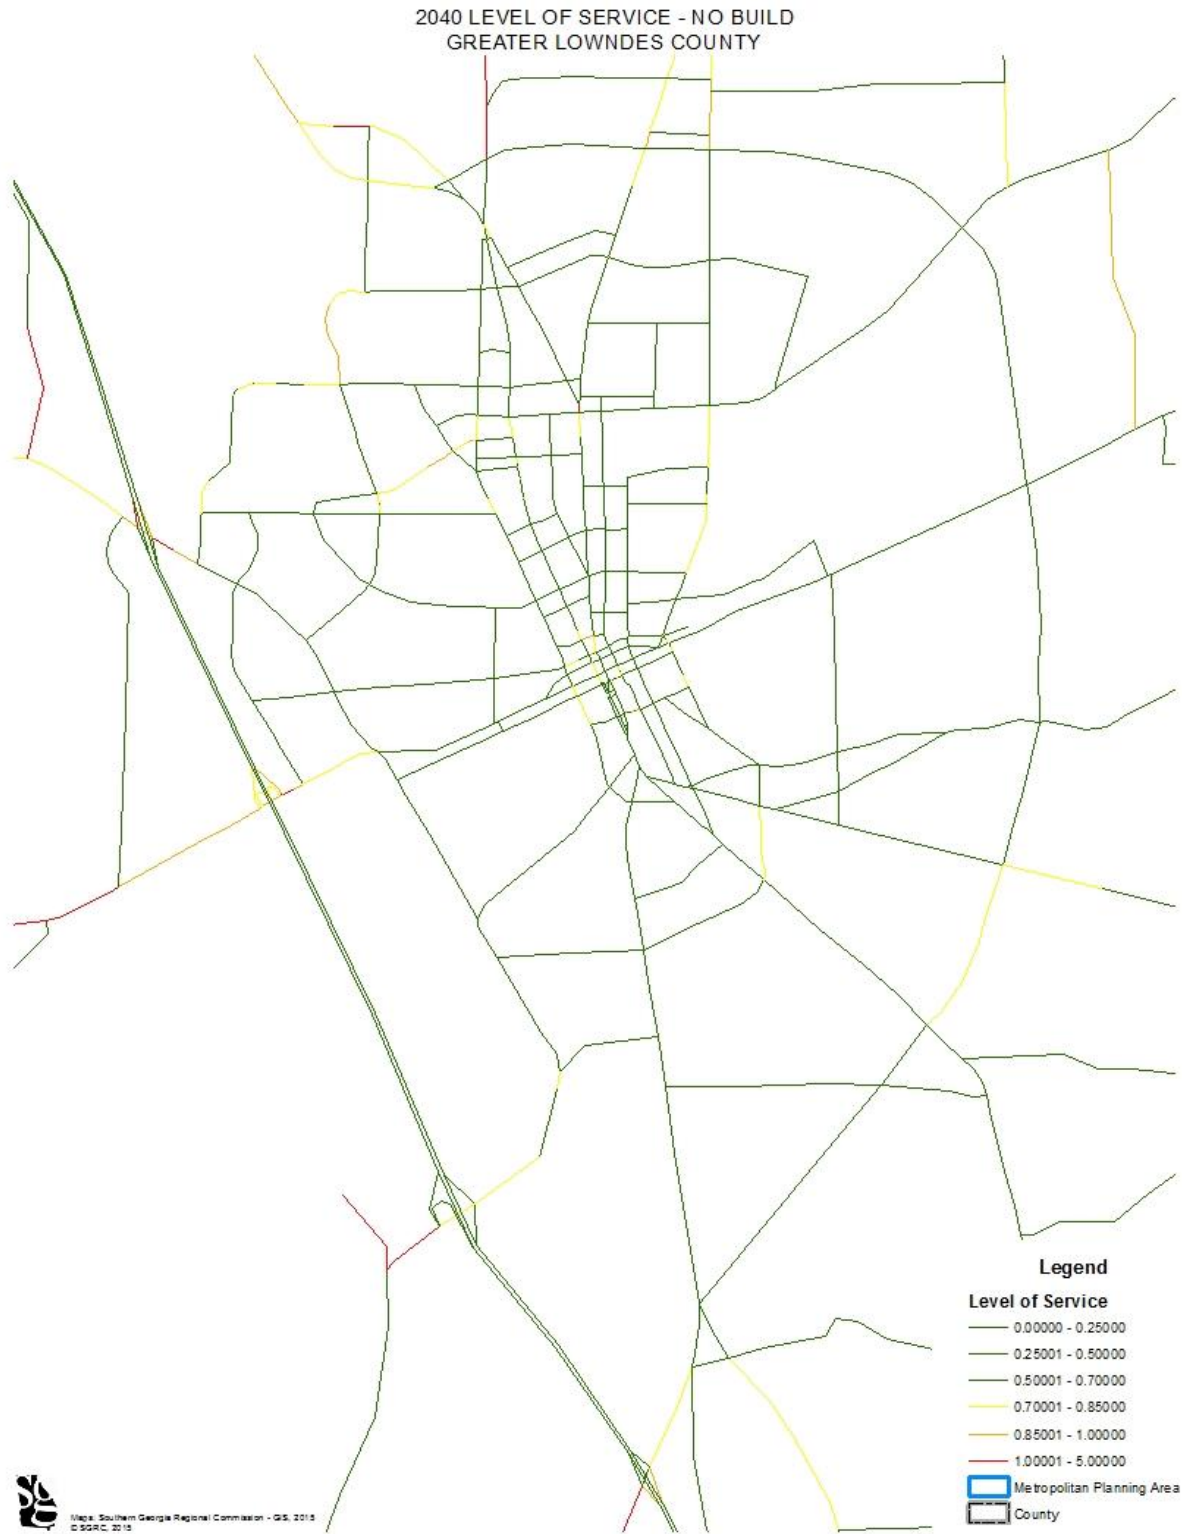 2040 LEVEL OF SERVICE - NO BUILD
GREATER LOWNDES COUNTY
Legend
Level of Service
0.00000 - 0.25000
0.25001 - 0.50000
0.50001 - 0.70000
0.70001 - 0.85000
0.85001 - 1.00000
1.00001 - 5.00000
Metropolitan Planning Area
County
Maps: Southern Georgia Regional Commission - GIS, 2015
© SGRC, 2015